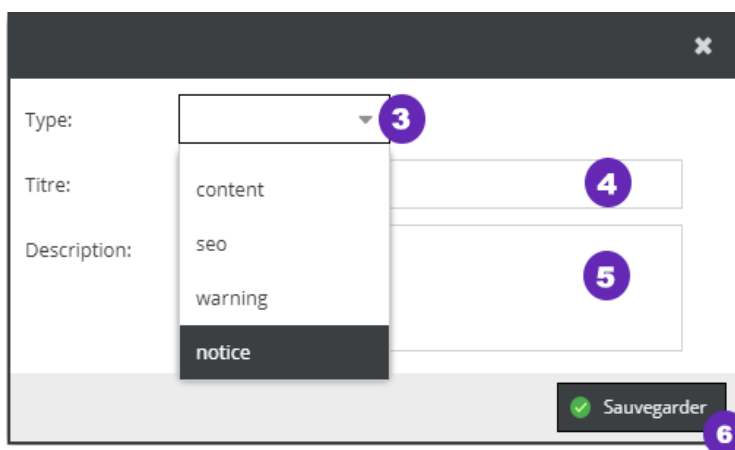 Type:
3
Titre:
4
content
Description:
5
seo
warning
notice
Sauvegarder
6